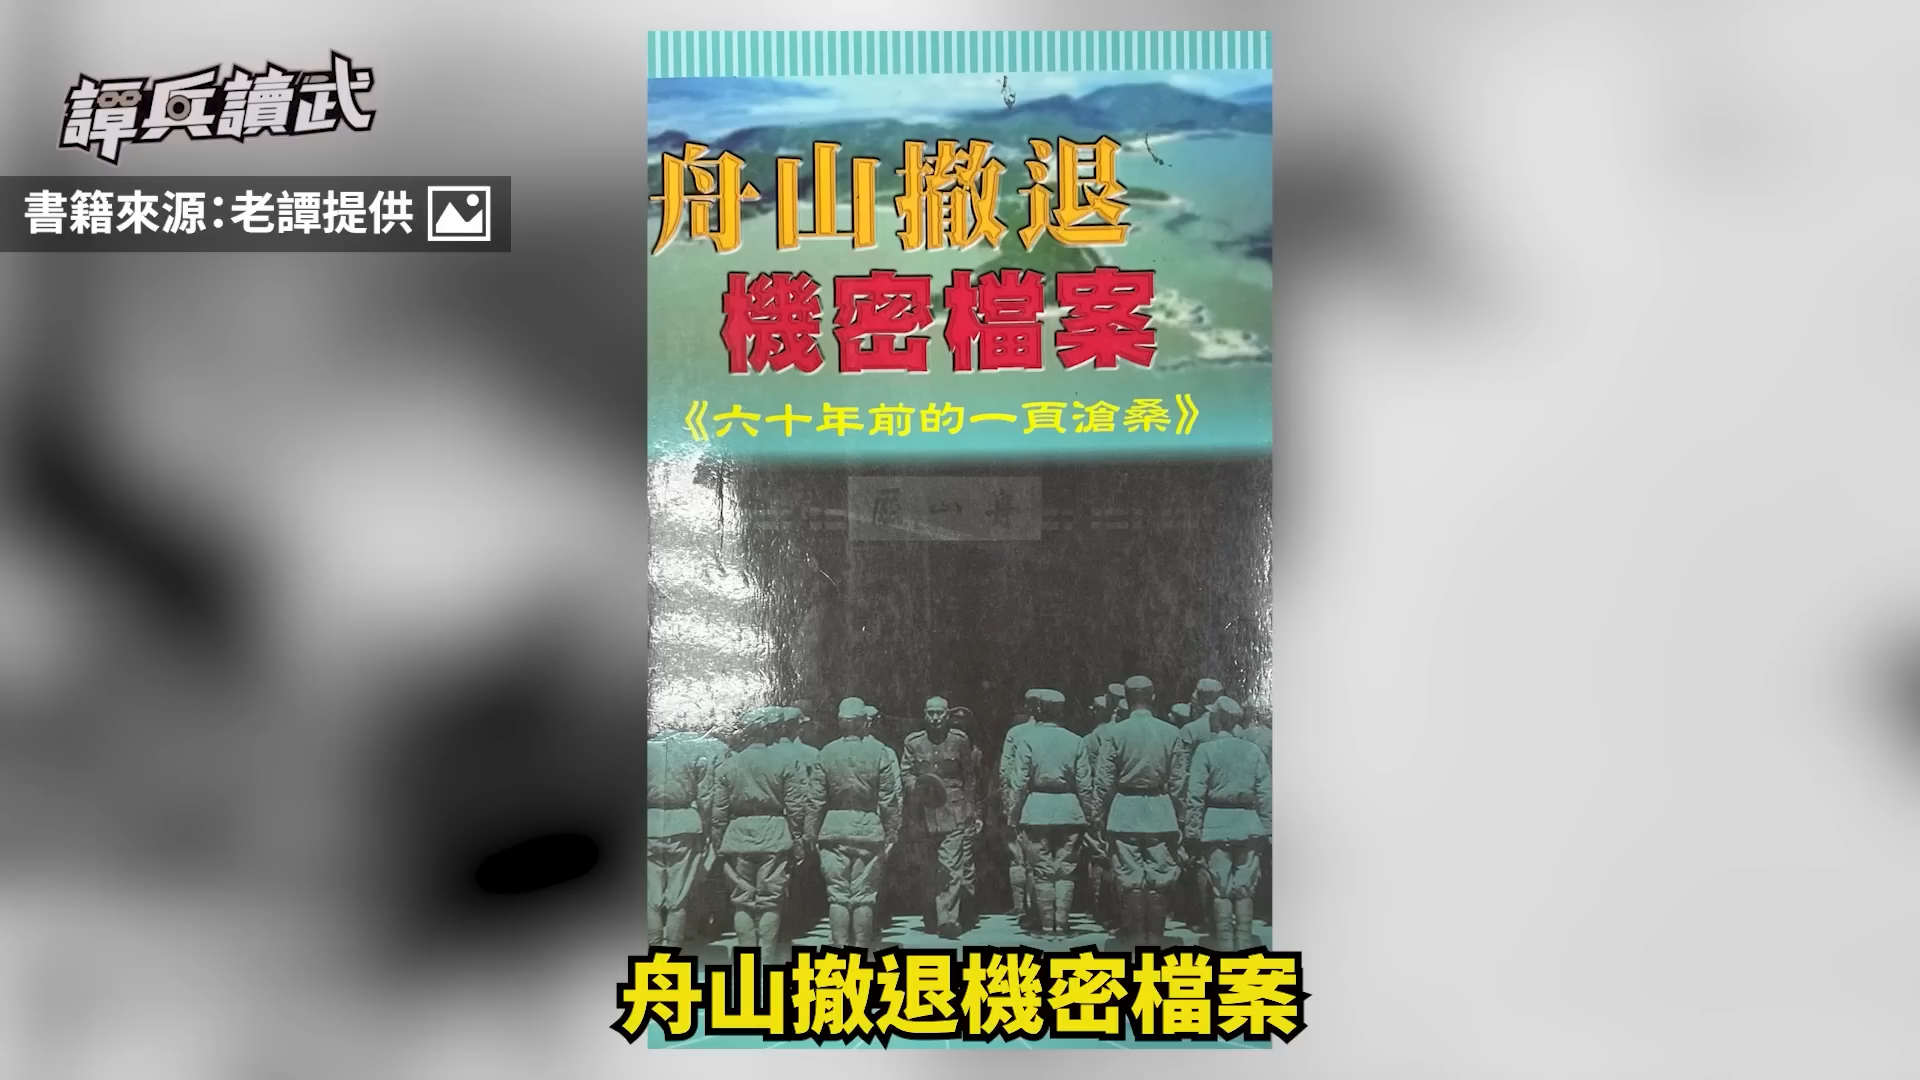 譚兵讀武
書籍來源：老譚提供
舟山撤退
機密檔案
《六十年前的一頁滄桑》
舟山撤退機密檔案